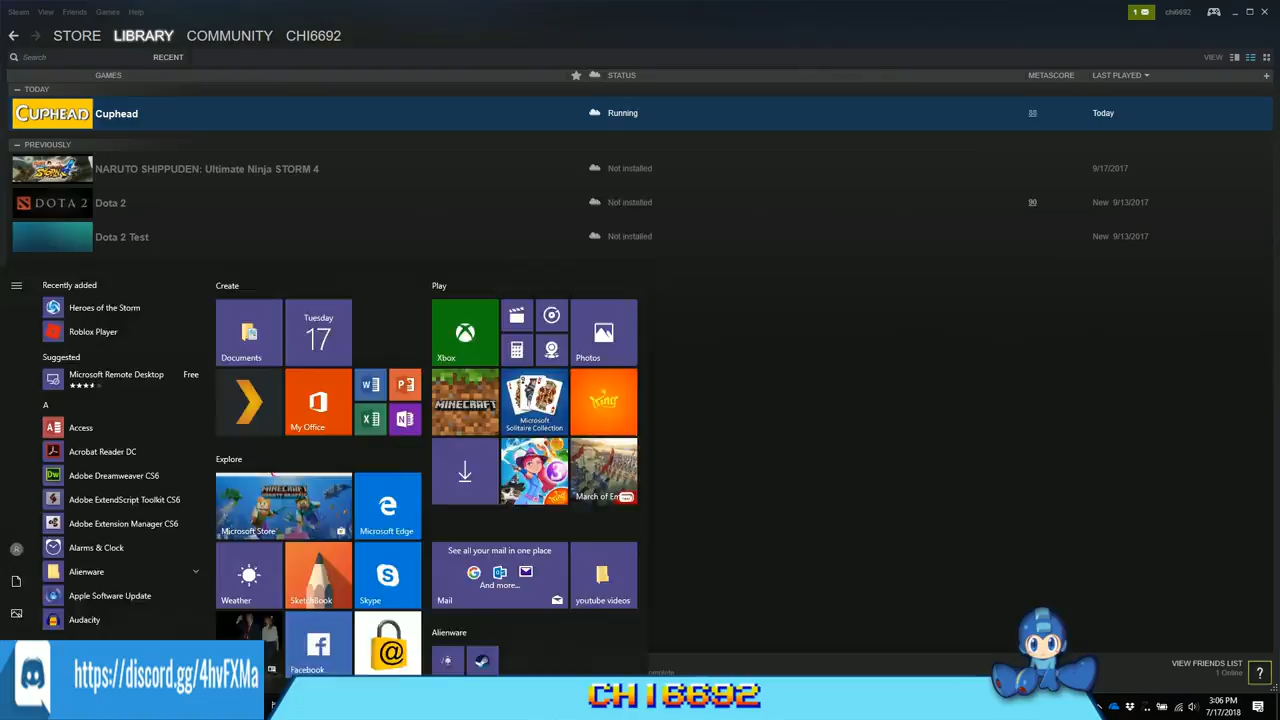 Steam View Friends Games Help
1 chi6692
STORE LIBRARY COMMUNITY CHI6692
Search RECENT VIEW
GAMES STATUS METASCORE LAST PLAYED
TODAY
CUPHEAD Cuphead Running 88 Today
PREVIOUSLY
NARUTO SHIPPUDEN: Ultimate Ninja STORM 4 Not installed 9/17/2017
DOTA 2 Dota 2 Not installed 90 New 9/13/2017
Dota 2 Test Not installed New 9/13/2017
Recently added
Heroes of the Storm
Roblox Player
Suggested
Microsoft Remote Desktop Free
A
Access
Acrobat Reader DC
Adobe Dreamweaver CS6
Adobe ExtendScript Toolkit CS6
Adobe Extension Manager CS6
Alarms & Clock
Alienware
Apple Software Update
Audacity
Create
Documents
Tuesday
17
My Office
Explore
MINECRAFT
Microsoft Store
Microsoft Edge
Weather
SketchBook
Skype
Facebook
Play
Xbox
Photos
MINECRAFT
Microsoft
Solitaire Collection
King
3
King
March of Em
See all your mail in one place
And more...
Mail
youtube videos
Alienware
https://discord.gg/4hvFXMa
CHI6692
VIEW FRIENDS LIST
1 Online
?
3:06 PM
7/17/2018